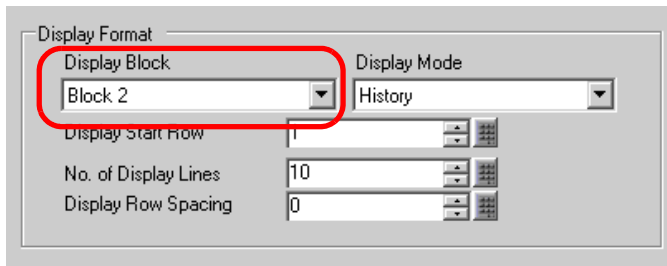 Display Format
Display Block Display Mode
Block 2 History
Display Start Row 1
No. of Display Lines 10
Display Row Spacing 0